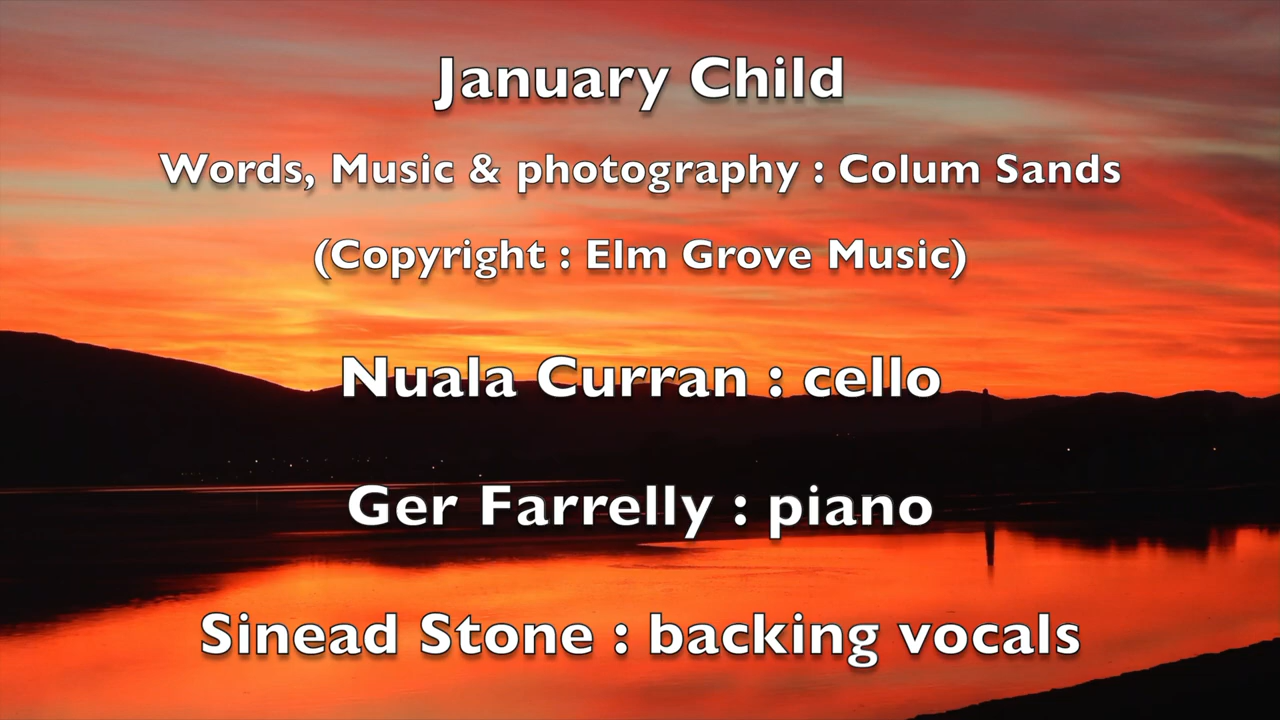 January Child
Words, Music & photography : Colum Sands
(Copyright : Elm Grove Music)
Nuala Curran : cello
Ger Farrelly : piano
Sinead Stone : backing vocals